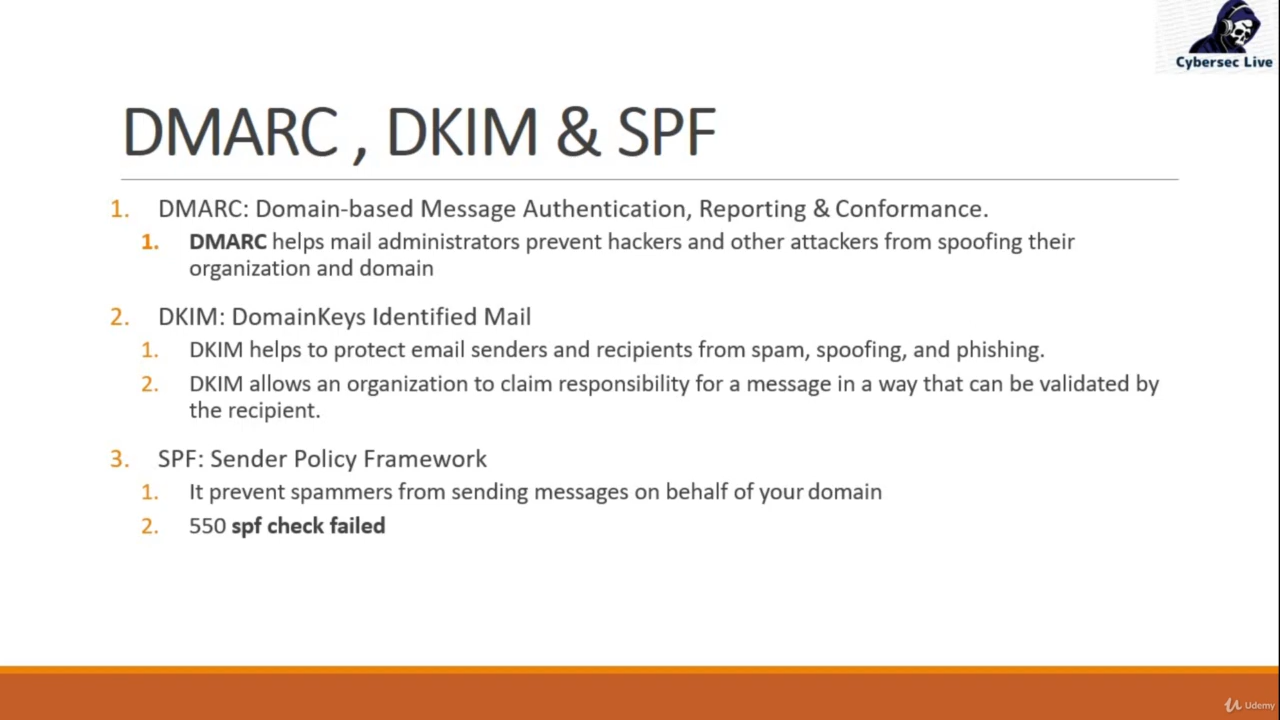 Cybersec Live
DMARC , DKIM & SPF
1. DMARC: Domain-based Message Authentication, Reporting & Conformance.
1. DMARC helps mail administrators prevent hackers and other attackers from spoofing their
organization and domain
2. DKIM: DomainKeys Identified Mail
1. DKIM helps to protect email senders and recipients from spam, spoofing, and phishing.
2. DKIM allows an organization to claim responsibility for a message in a way that can be validated by
the recipient.
3. SPF: Sender Policy Framework
1. It prevent spammers from sending messages on behalf of your domain
2. 550 spf check failed
Udemy